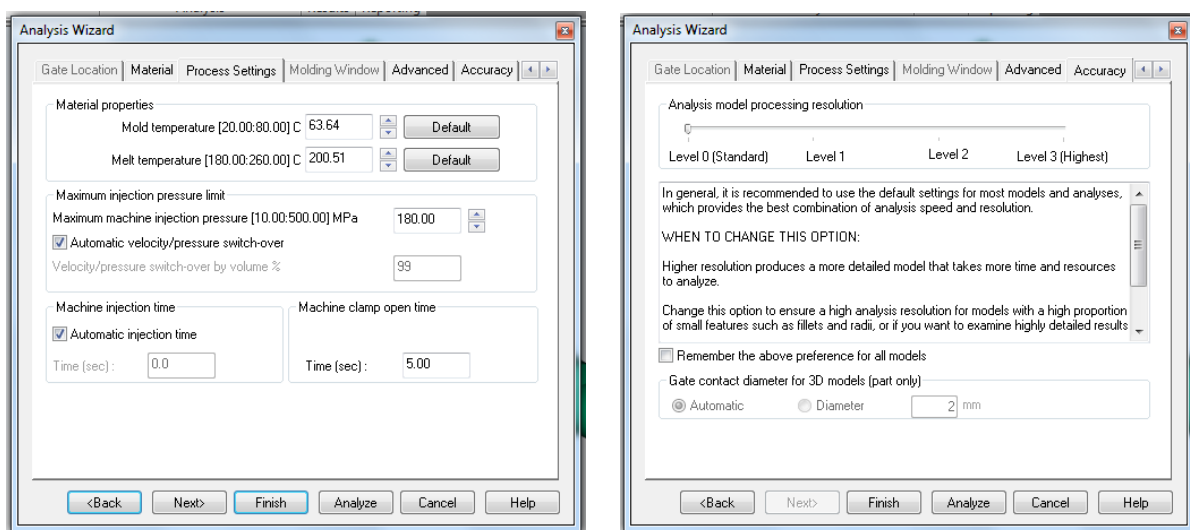 Analysis Results Reporting
Analysis Wizard
Gate Location Material Process Settings Molding Window Advanced Accuracy
Material properties
Mold temperature [20.00:80.00] C 63.64 Default
Melt temperature [180.00:260.00] C 200.51 Default
Maximum injection pressure limit
Maximum machine injection pressure [10.00:500.00] MPa 180.00
Automatic velocity/pressure switch-over
Velocity/pressure switch-over by volume % 99
Machine injection time Machine clamp open time
Automatic injection time
Time (sec) : 0.0 Time (sec) : 5.00
<Back Next> Finish Analyze Cancel Help
Analysis Wizard
Gate Location Material Process Settings Molding Window Advanced Accuracy
Analysis model processing resolution
Level 0 (Standard) Level 1 Level 2 Level 3 (Highest)
In general, it is recommended to use the default settings for most models and analyses,
which provides the best combination of analysis speed and resolution.
WHEN TO CHANGE THIS OPTION:
Higher resolution produces a more detailed model that takes more time and resources
to analyze.
Change this option to ensure a high analysis resolution for models with a high proportion
of small features such as fillets and radii, or if you want to examine highly detailed results
Remember the above preference for all models
Gate contact diameter for 3D models (part only)
Automatic Diameter 2 mm
<Back Next> Finish Analyze Cancel Help